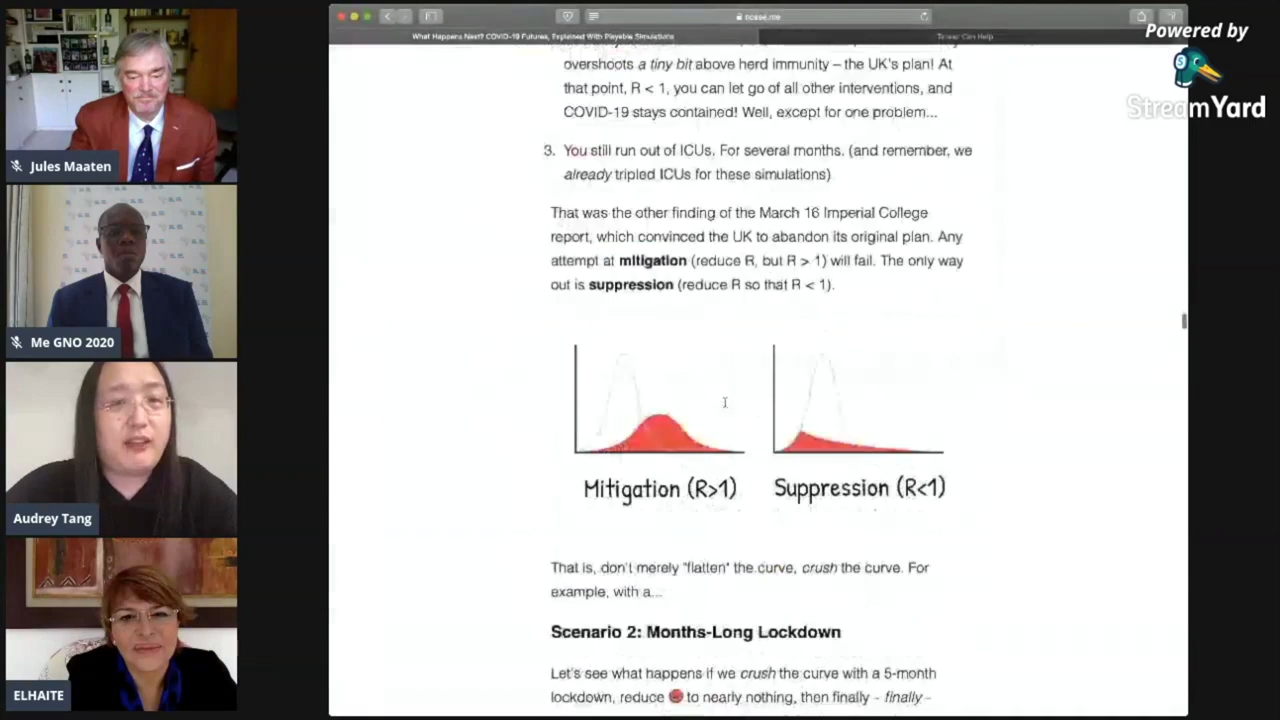 Jules Maaten
Me GNO 2020
Audrey Tang
ELHAITE
ncase.me
What Happens Next? COVID-19 Futures, Explained With Playable Simulations
Taiwan Can Help
overshoots a tiny bit above herd immunity – the UK's plan! At
that point, R < 1, you can let go of all other interventions, and
COVID-19 stays contained! Well, except for one problem...
3. You still run out of ICUs. For several months. (and remember, we
already tripled ICUs for these simulations)
That was the other finding of the March 16 Imperial College
report, which convinced the UK to abandon its original plan. Any
attempt at mitigation (reduce R, but R > 1) will fail. The only way
out is suppression (reduce R so that R < 1).
Mitigation (R>1)
Suppression (R<1)
That is, don't merely "flatten" the curve, crush the curve. For
example, with a...
Scenario 2: Months-Long Lockdown
Let's see what happens if we crush the curve with a 5-month
lockdown, reduce to nearly nothing, then finally – finally –
Powered by
S
StreamYard